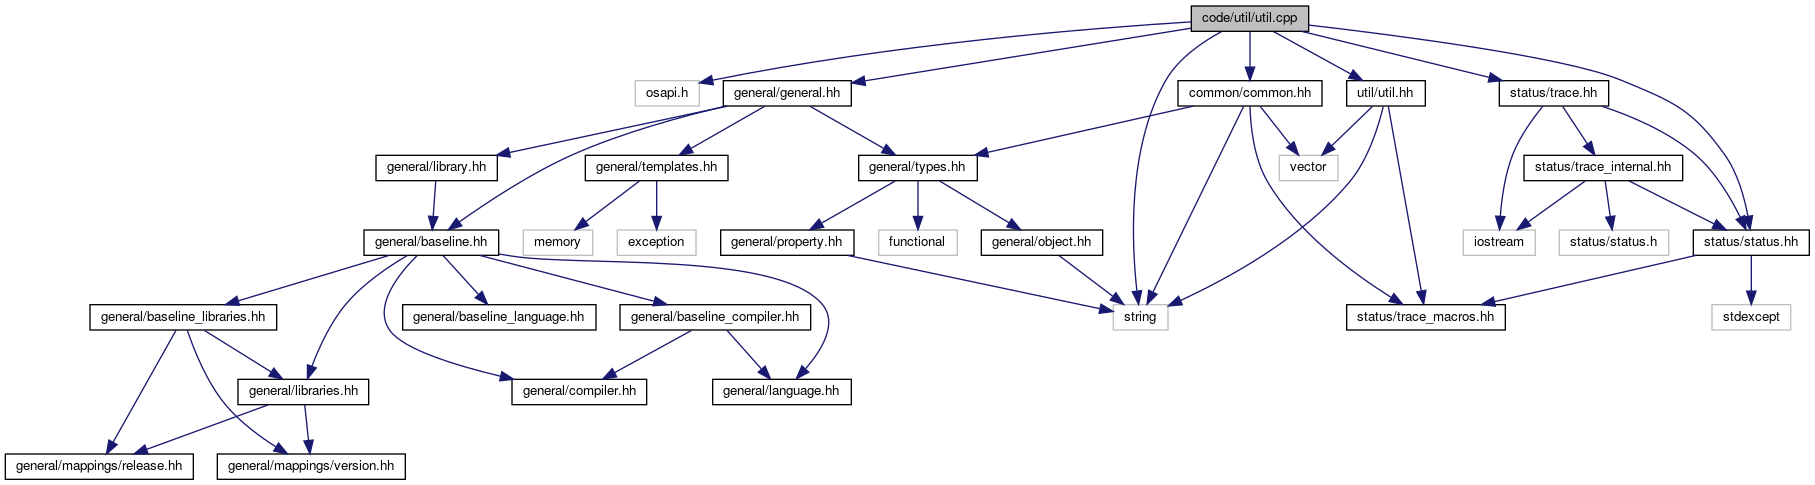 code/util/util.cpp
osapi.h
general/general.hh
common/common.hh
util/util.hh
status/trace.hh
general/library.hh
general/templates.hh
general/types.hh
vector
status/trace_internal.hh
general/baseline.hh
memory
exception
general/property.hh
functional
general/object.hh
iostream
status/status.h
status/status.hh
general/baseline_libraries.hh
general/baseline_language.hh
general/baseline_compiler.hh
string
status/trace_macros.hh
stdexcept
general/libraries.hh
general/compiler.hh
general/language.hh
general/mappings/release.hh
general/mappings/version.hh